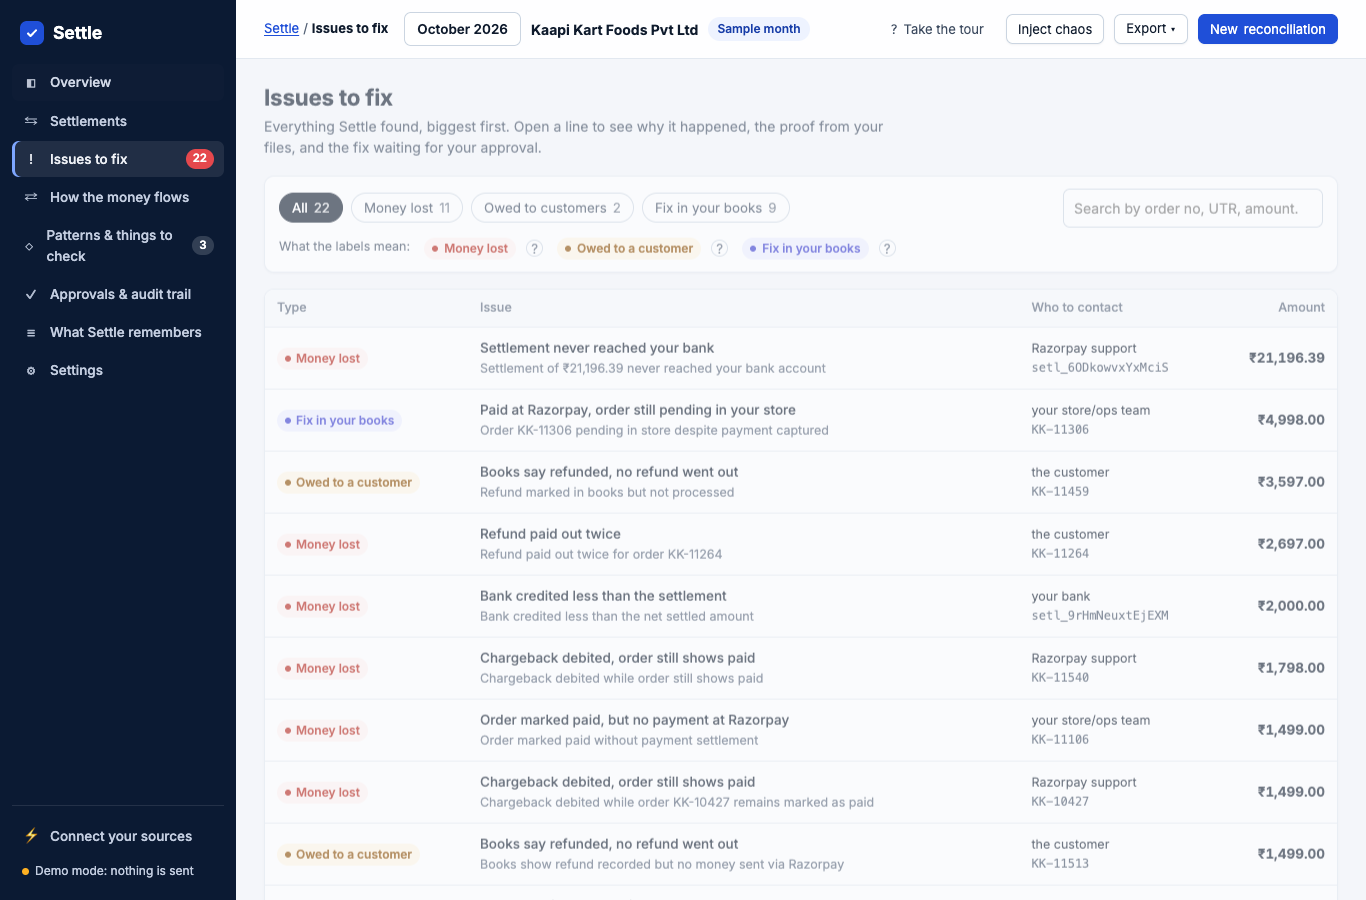 Settle
Overview
Settlements
Issues to fix 22
How the money flows
Patterns & things to
check 3
Approvals & audit trail
What Settle remembers
Settings
Connect your sources
Demo mode: nothing is sent
Settle / Issues to fix October 2026 Kaapi Kart Foods Pvt Ltd Sample month ? Take the tour Inject chaos Export New reconciliation
Issues to fix
Everything Settle found, biggest first. Open a line to see why it happened, the proof from your
files, and the fix waiting for your approval.
All 22 Money lost 11 Owed to customers 2 Fix in your books 9 Search by order no, UTR, amount.
What the labels mean: Money lost ? Owed to a customer ? Fix in your books ?
Type Issue Who to contact Amount
Money lost Settlement never reached your bank Razorpay support ₹21,196.39
Settlement of ₹21,196.39 never reached your bank account setl_6ODkowvxYxMciS
Fix in your books Paid at Razorpay, order still pending in your store your store/ops team ₹4,998.00
Order KK-11306 pending in store despite payment captured KK-11306
Owed to a customer Books say refunded, no refund went out the customer ₹3,597.00
Refund marked in books but not processed KK-11459
Money lost Refund paid out twice the customer ₹2,697.00
Refund paid out twice for order KK-11264 KK-11264
Money lost Bank credited less than the settlement your bank ₹2,000.00
Bank credited less than the net settled amount setl_9rHmNeuxtEjEXM
Money lost Chargeback debited, order still shows paid Razorpay support ₹1,798.00
Chargeback debited while order still shows paid KK-11540
Money lost Order marked paid, but no payment at Razorpay your store/ops team ₹1,499.00
Order marked paid without payment settlement KK-11106
Money lost Chargeback debited, order still shows paid Razorpay support ₹1,499.00
Chargeback debited while order KK-10427 remains marked as paid KK-10427
Owed to a customer Books say refunded, no refund went out the customer ₹1,499.00
Books show refund recorded but no money sent via Razorpay KK-11513